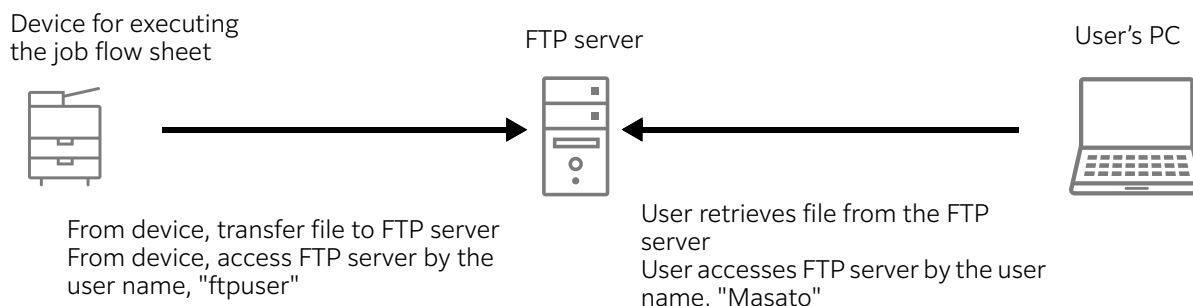 Device for executing
the job flow sheet
FTP server
User's PC
From device, transfer file to FTP server
From device, access FTP server by the
user name, "ftpuser"
User retrieves file from the FTP
server
User accesses FTP server by the user
name, "Masato"